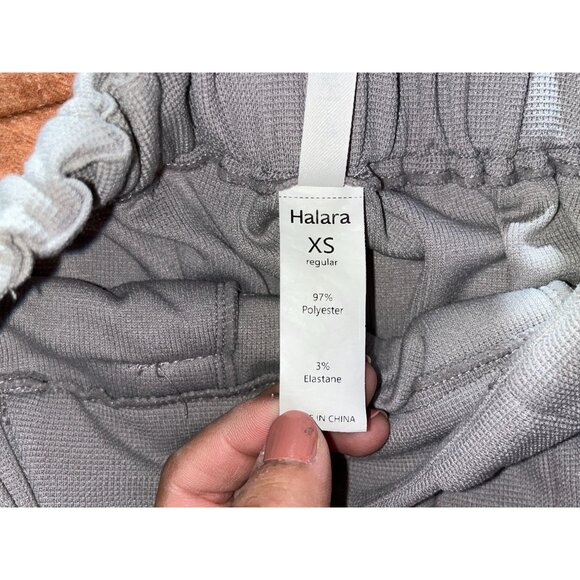 Halara
XS
regular
97%
Polyester
3%
Elastane
IN CHINA